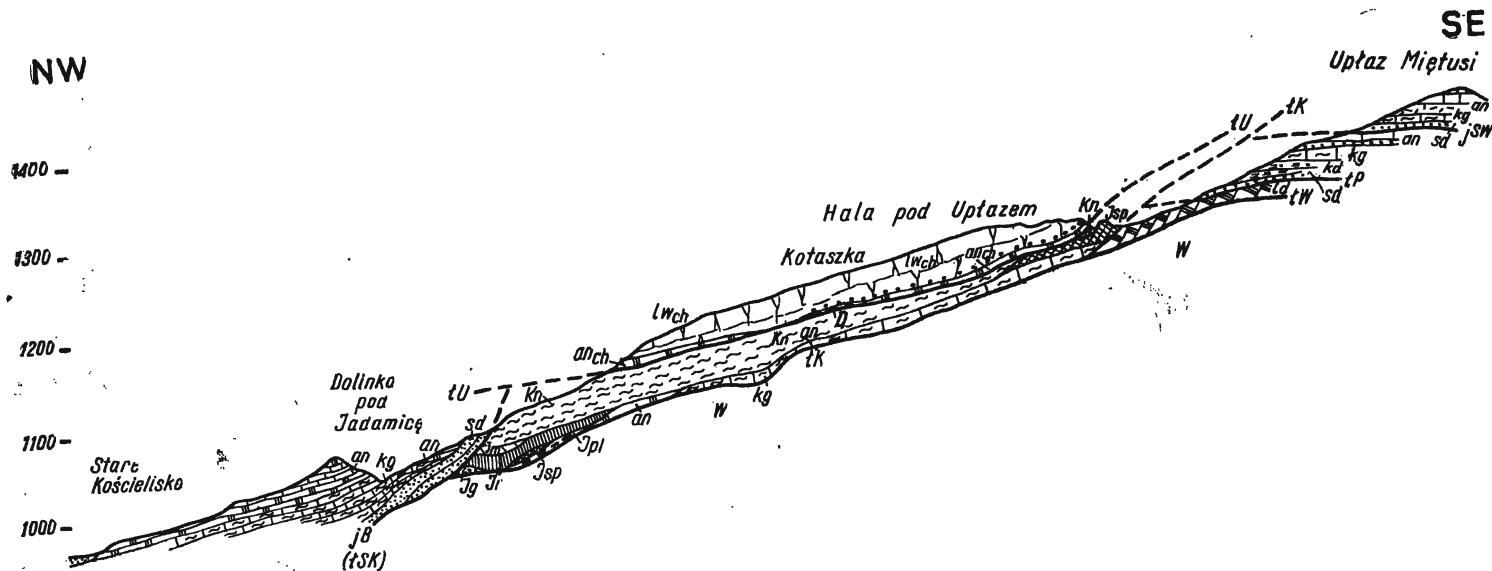 NW
SE
Upłaz Miętusi
1400
1300
1200
1100
1000
tU
tK
an
kg
jSW
an
sd
kg
kd
tP
sd
ld
tW
W
Hala pod Upłazem
Kn
Jsp
Kołaszka
lwch
anch
lwch
D
Kn
an
tK
anch
tU
Kn
W
kg
an
Dolinka
pod
Jadamicę
sd
an
Jpl
Jsp
Jg
Jr
an
kg
Stare
Kościelisko
jB
(tSK)